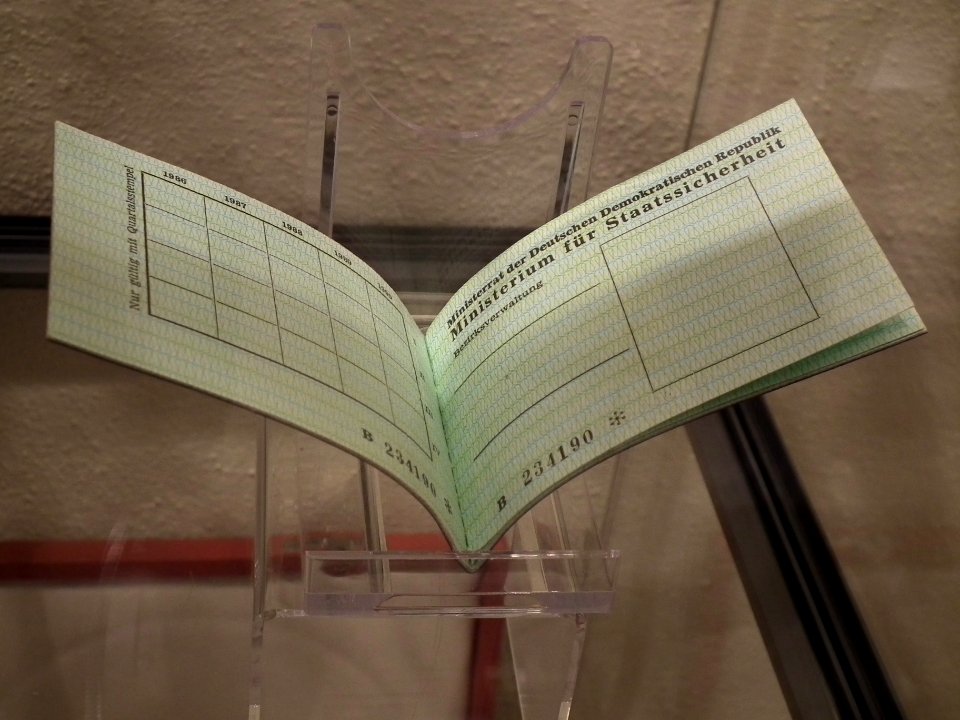 Nur gültig mit Quartalsstempel
1986
1987
1988
1989
B 234190 *
Ministerrat der Deutschen Demokratischen Republik
Ministerium für Staatssicherheit
Bezirksverwaltung
B 234190 *